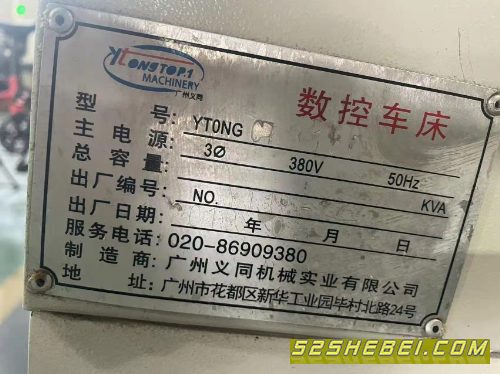 YTONGTOP.1
MACHINERY
广州义同
数控车床
型号: YTONG
主电源: 3Ø 380V 50Hz
总容量: KVA
出厂编号: NO.
出厂日期: 年 月 日
服务电话: 020-86909380
制造商: 广州义同机械实业有限公司
地址: 广州市花都区新华工业园毕村北路24号
52SHEBEI.COM